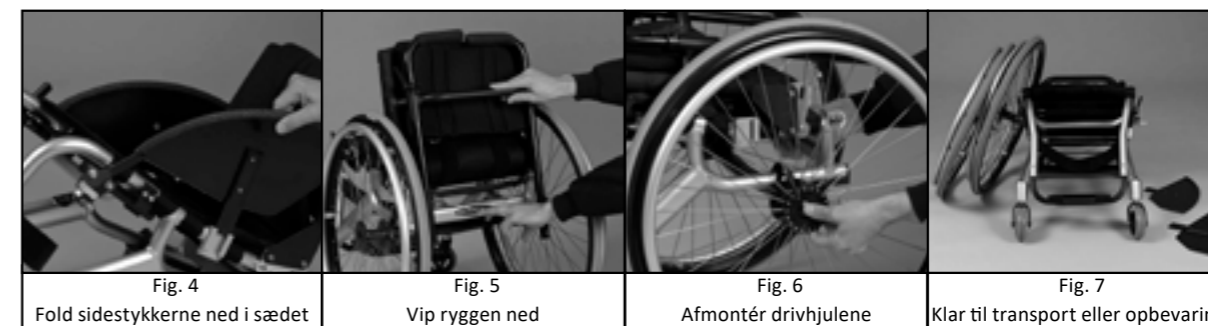 Fig. 4
Fold sidestykkerne ned i sædet
Fig. 5
Vip ryggen ned
Fig. 6
Afmontér drivhjulene
Fig. 7
Klar til transport eller